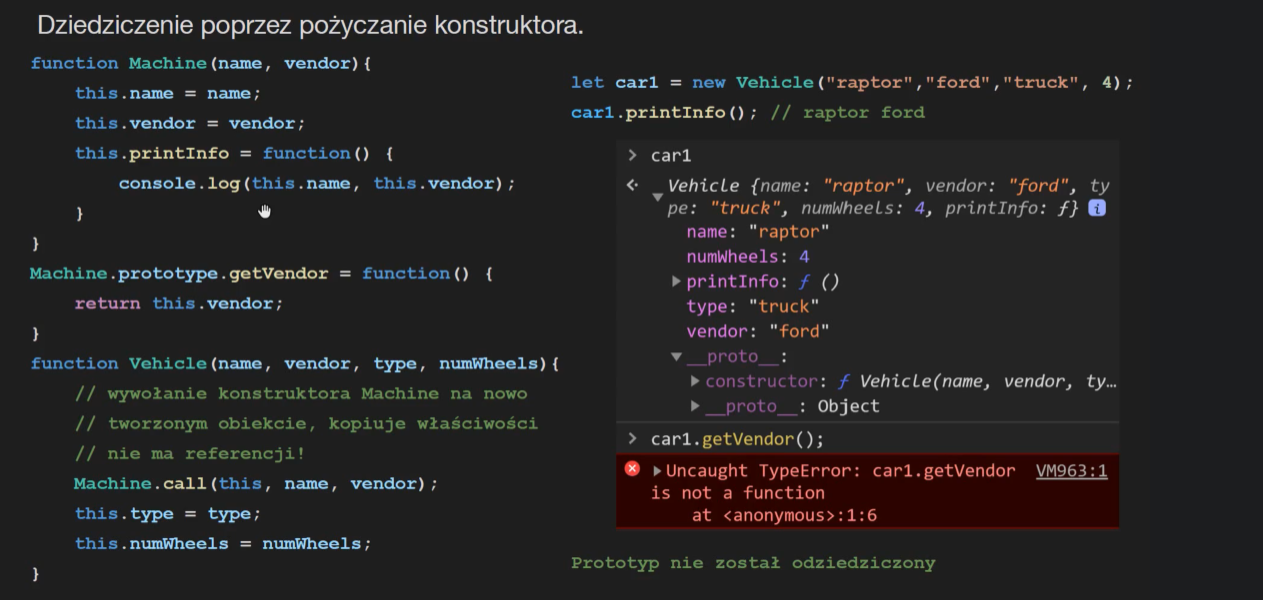 Dziedziczenie poprzez pożyczanie konstruktora.
function Machine(name, vendor){
this.name = name;
this.vendor = vendor;
this.printInfo = function() {
console.log(this.name, this.vendor);
}
}
Machine.prototype.getVendor = function() {
return this.vendor;
}
function Vehicle(name, vendor, type, numWheels){
// wywołanie konstruktora Machine na nowo
// tworzonym obiekcie, kopiuje właściwości
// nie ma referencji!
Machine.call(this, name, vendor);
this.type = type;
this.numWheels = numWheels;
}
let car1 = new Vehicle("raptor","ford","truck", 4);
car1.printInfo(); // raptor ford
> car1
Vehicle {name: "raptor", vendor: "ford", ty
pe: "truck", numWheels: 4, printInfo: ƒ} i
name: "raptor"
numWheels: 4
printInfo: ƒ ()
type: "truck"
vendor: "ford"
__proto__:
constructor: ƒ Vehicle(name, vendor, ty…
__proto__: Object
> car1.getVendor();
Uncaught TypeError: car1.getVendor VM963:1
is not a function
at <anonymous>:1:6
Prototyp nie został odziedziczony